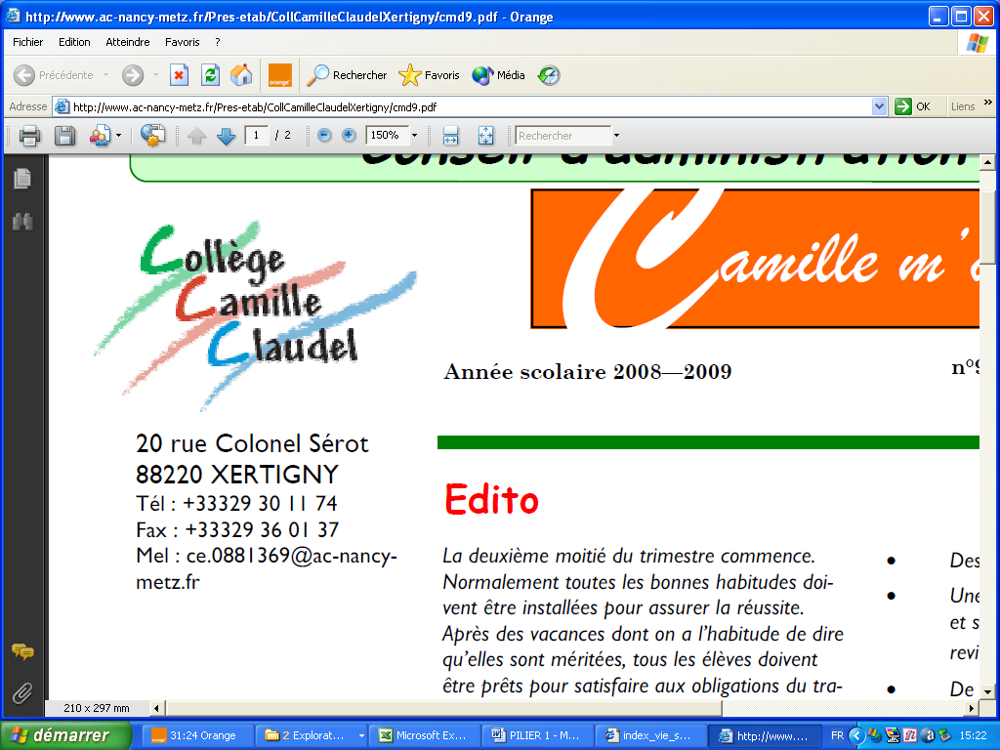 http://www.ac-nancy-metz.fr/Pres-etab/CollCamilleClaudelXertigny/cmd9.pdf - Orange
Fichier Edition Atteindre Favoris ?
Précédente Rechercher Favoris Média
Adresse http://www.ac-nancy-metz.fr/Pres-etab/CollCamilleClaudelXertigny/cmd9.pdf OK Liens »
1 / 2 150% Rechercher
Conseil d'administration
Collège
Camille
Claudel
Camille m'
Année scolaire 2008—2009
n°9
20 rue Colonel Sérot
88220 XERTIGNY
Tél : +33329 30 11 74
Fax : +33329 36 01 37
Mel : ce.0881369@ac-nancy-
metz.fr
Edito
La deuxième moitié du trimestre commence.
Normalement toutes les bonnes habitudes doi-
vent être installées pour assurer la réussite.
Après des vacances dont on a l'habitude de dire
qu'elles sont méritées, tous les élèves doivent
être prêts pour satisfaire aux obligations du tra-
• Des
• Une
et s
revi
• De
210 x 297 mm
démarrer 31:24 Orange 2 Explorat... Microsoft Ex... PILIER 1 - M... index_vie_s... http://www.... FR 15:22